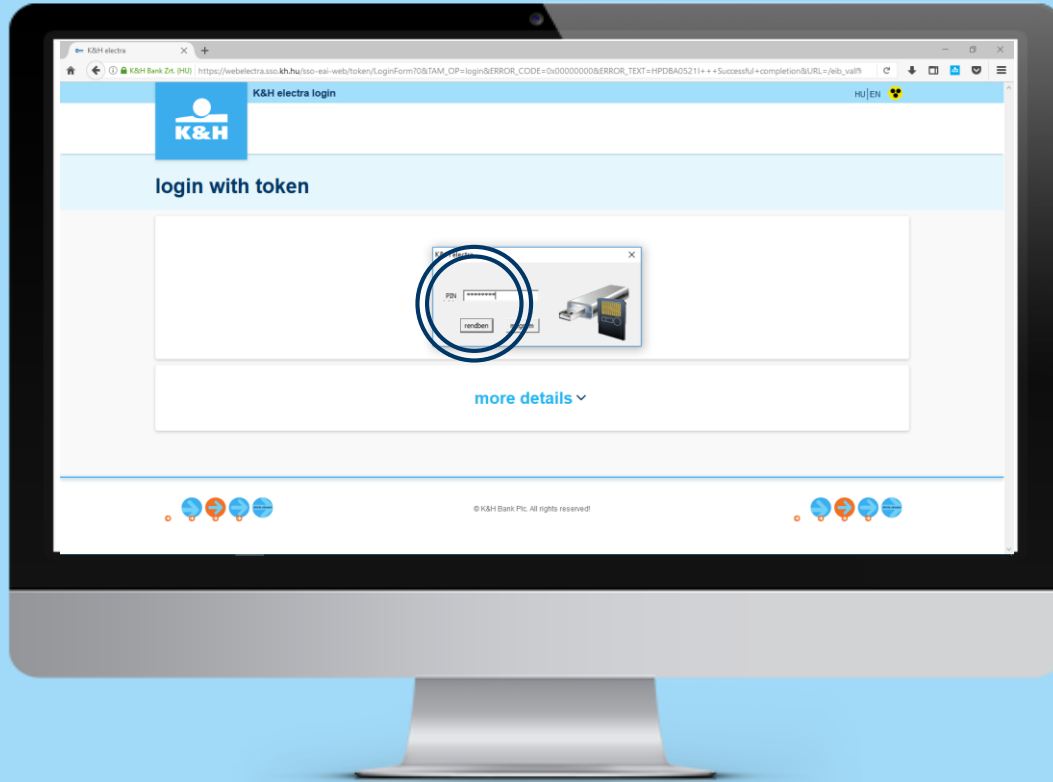 K&H electra
K&H Bank Zrt. (HU) https://webelectra.sso.kh.hu/sso-eai-web/token/LoginForm?0&TAM_OP=login&ERROR_CODE=0x00000000&ERROR_TEXT=HPDBA0521I+++Successful+completion&URL=/eib_val
K&H electra login
HU|EN
K&H
login with token
K&H electra
PIN ********
rendben
more details
© K&H Bank Plc. All rights reserved!